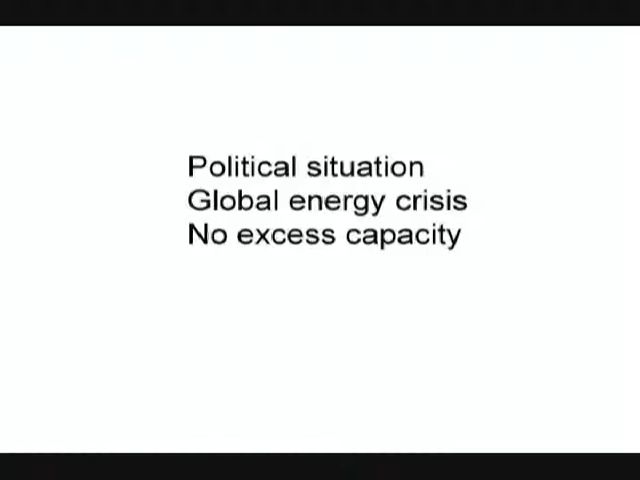 Political situation
Global energy crisis
No excess capacity